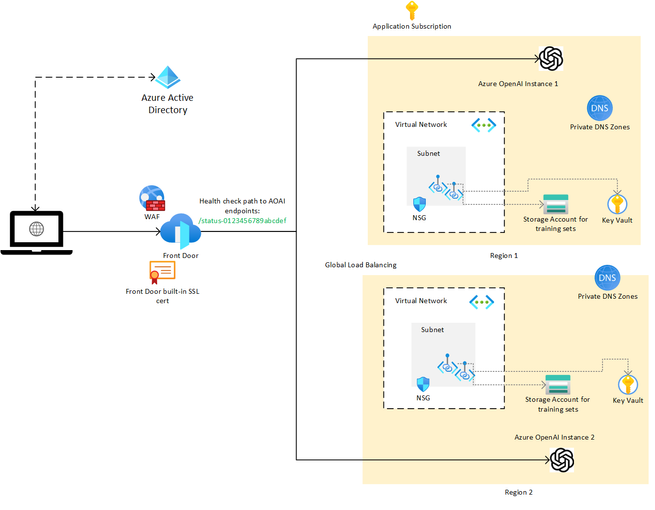 Application Subscription
Azure OpenAI Instance 1
Azure Active
Directory
DNS
Private DNS Zones
Virtual Network
Subnet
NSG
Storage Account for
training sets
Key Vault
Region 1
WAF
Health check path to AOAI
endpoints:
/status-0123456789abcdef
Front Door
Front Door built-in SSL
cert
Global Load Balancing
DNS
Private DNS Zones
Virtual Network
Subnet
NSG
Storage Account for
training sets
Key Vault
Azure OpenAI Instance 2
Region 2